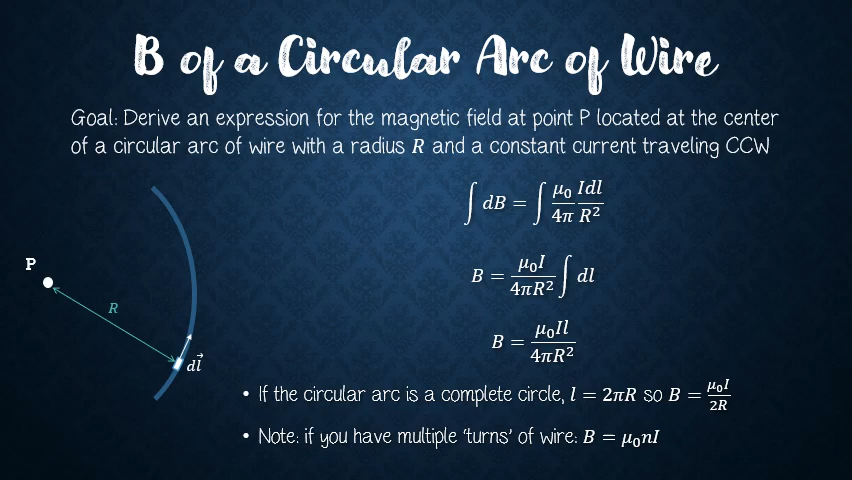 B of a Circular Arc of Wire
Goal: Derive an expression for the magnetic field at point P located at the center
of a circular arc of wire with a radius R and a constant current traveling CCW
∫ dB = ∫ μ₀/4π Idl/R²
P
B = μ₀I/4πR² ∫ dl
R
B = μ₀Il/4πR²
dl⃗
• If the circular arc is a complete circle, l = 2πR so B = μ₀I/2R
• Note: if you have multiple 'turns' of wire: B = μ₀nI